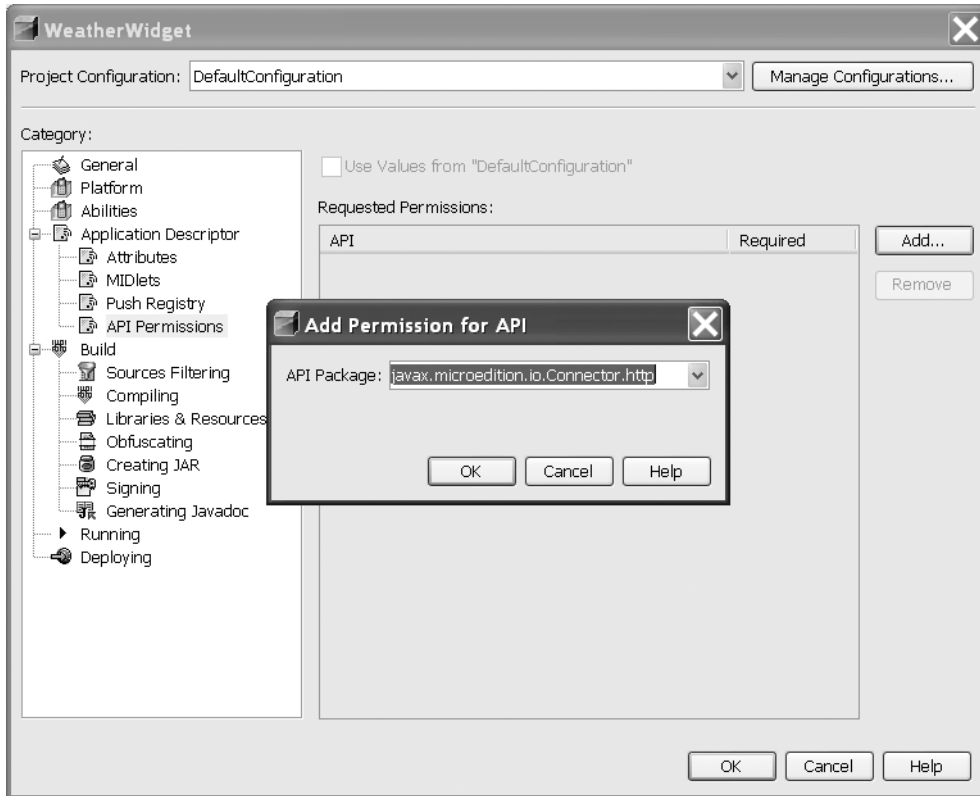 WeatherWidget
Project Configuration: DefaultConfiguration Manage Configurations...
Category:
General
Platform
Abilities
Application Descriptor
Attributes
MIDlets
Push Registry
API Permissions
Build
Sources Filtering
Compiling
Libraries & Resources
Obfuscating
Creating JAR
Signing
Generating Javadoc
Running
Deploying
Use Values from "DefaultConfiguration"
Requested Permissions:
API Required
Add...
Remove
Add Permission for API
API Package: javax.microedition.io.Connector.http
OK Cancel Help
OK Cancel Help